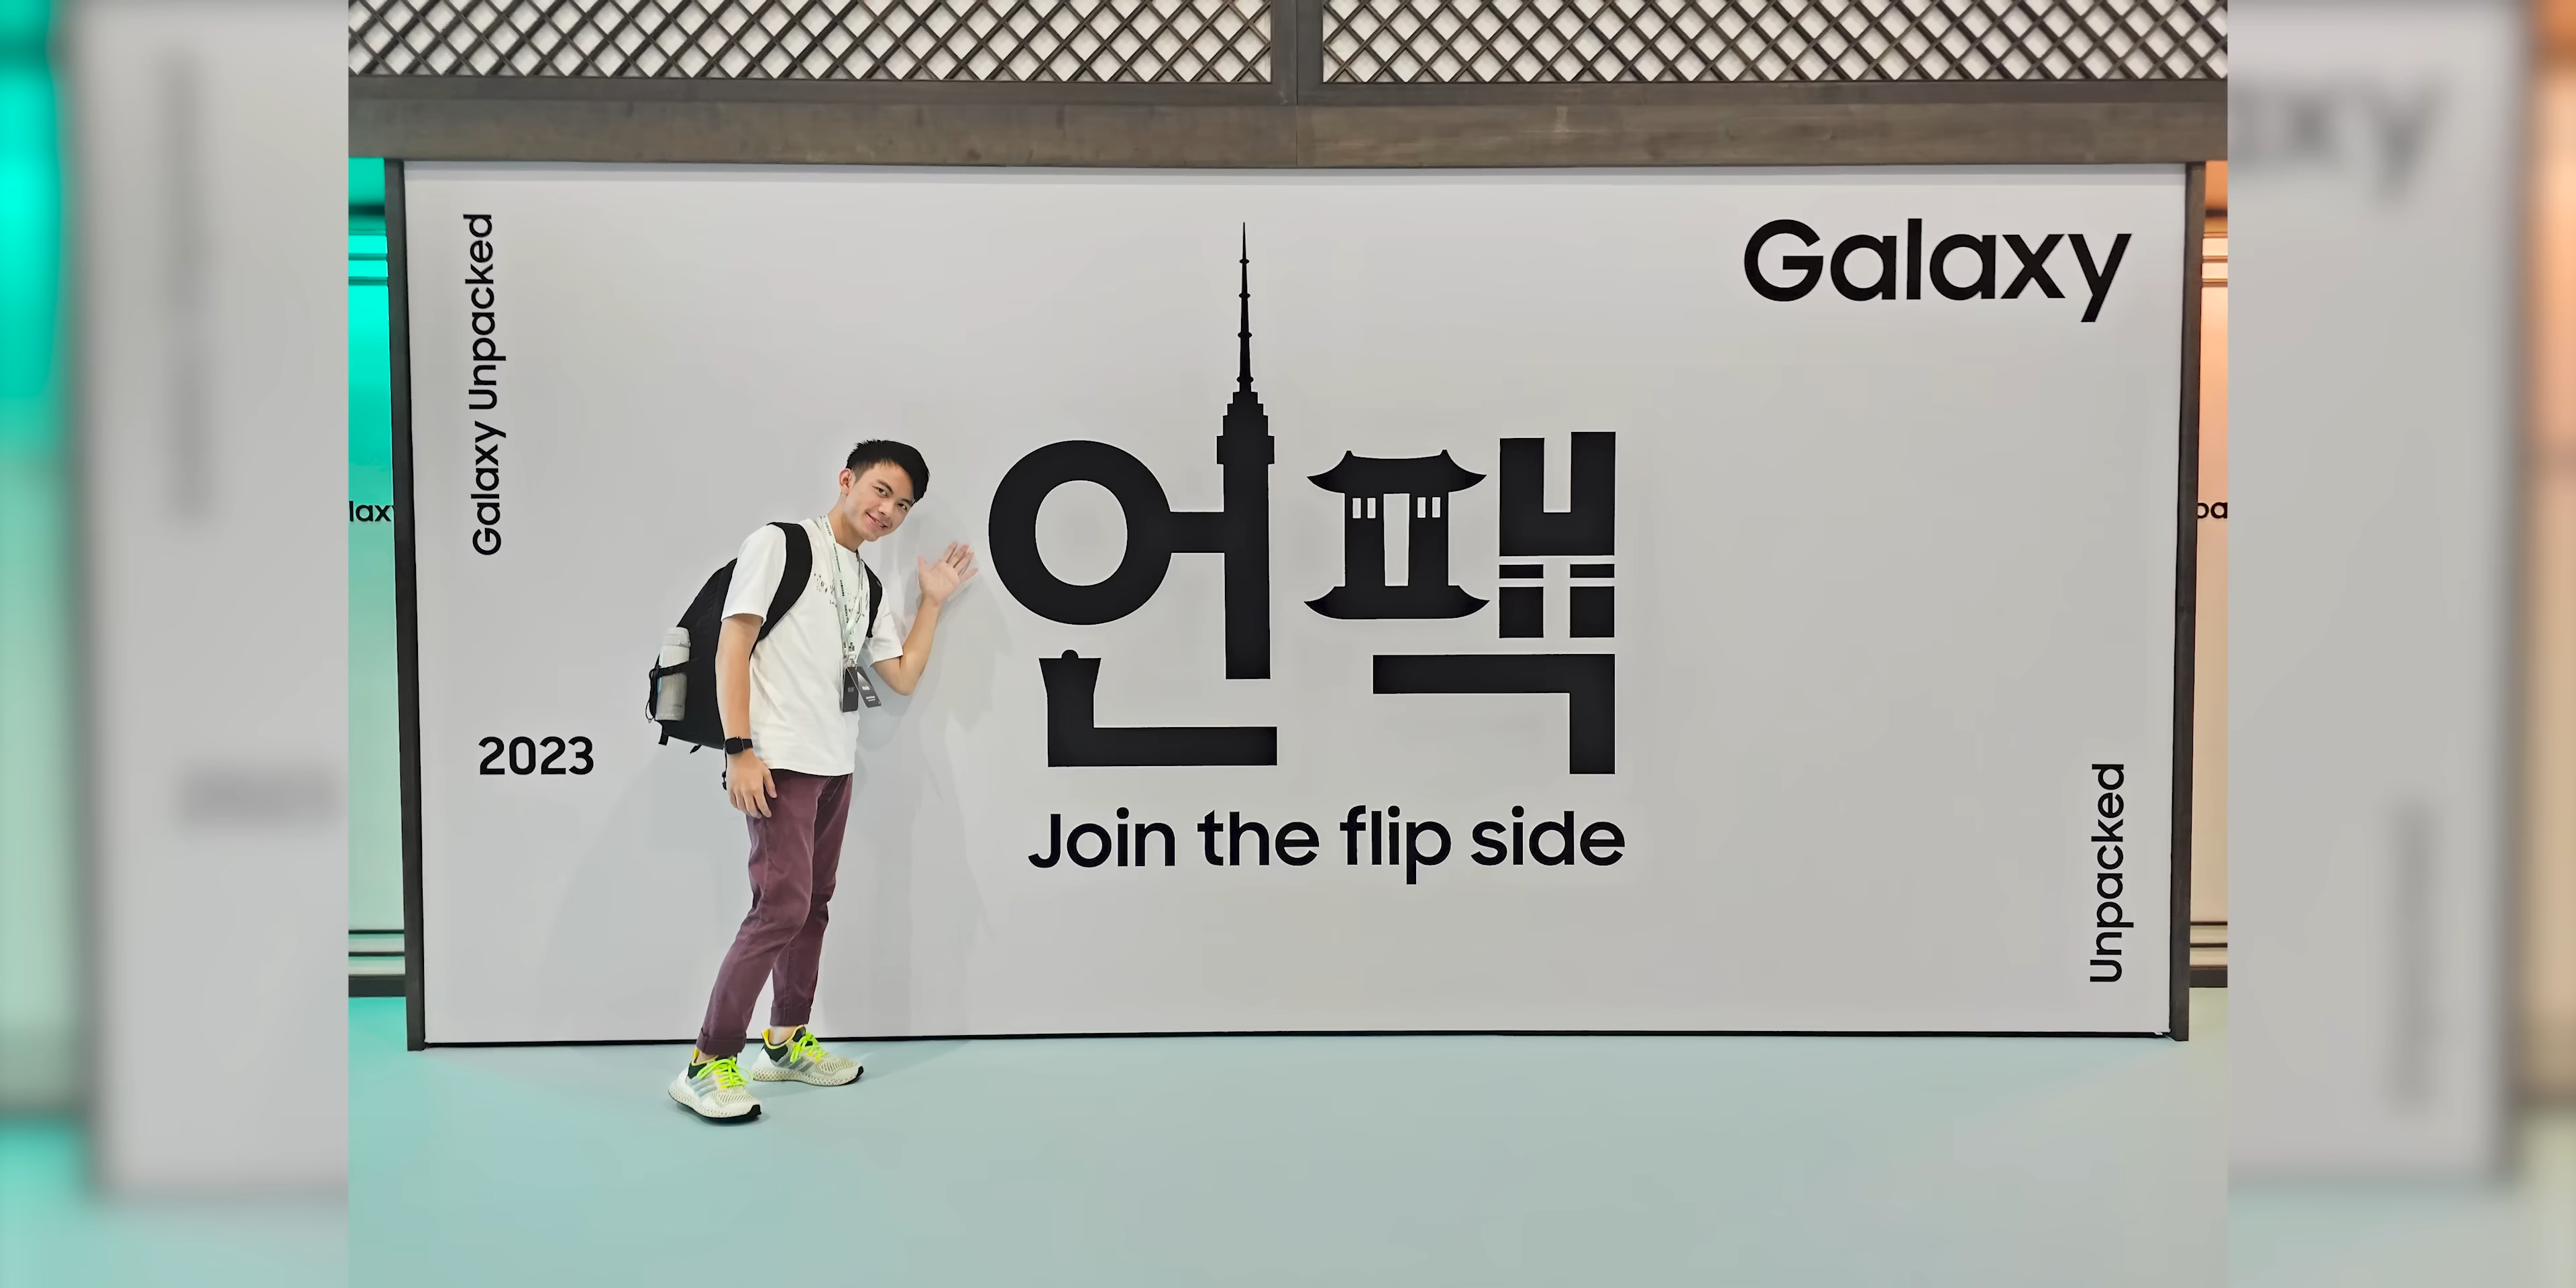 Galaxy Unpacked
Galaxy
언팩
2023
Join the flip side
Unpacked